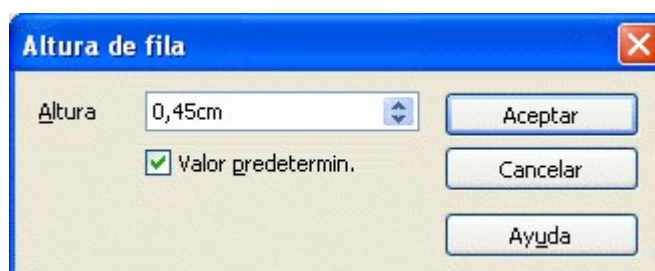 Altura de fila
Altura 0,45cm Aceptar
Valor predetermin. Cancelar
Ayuda